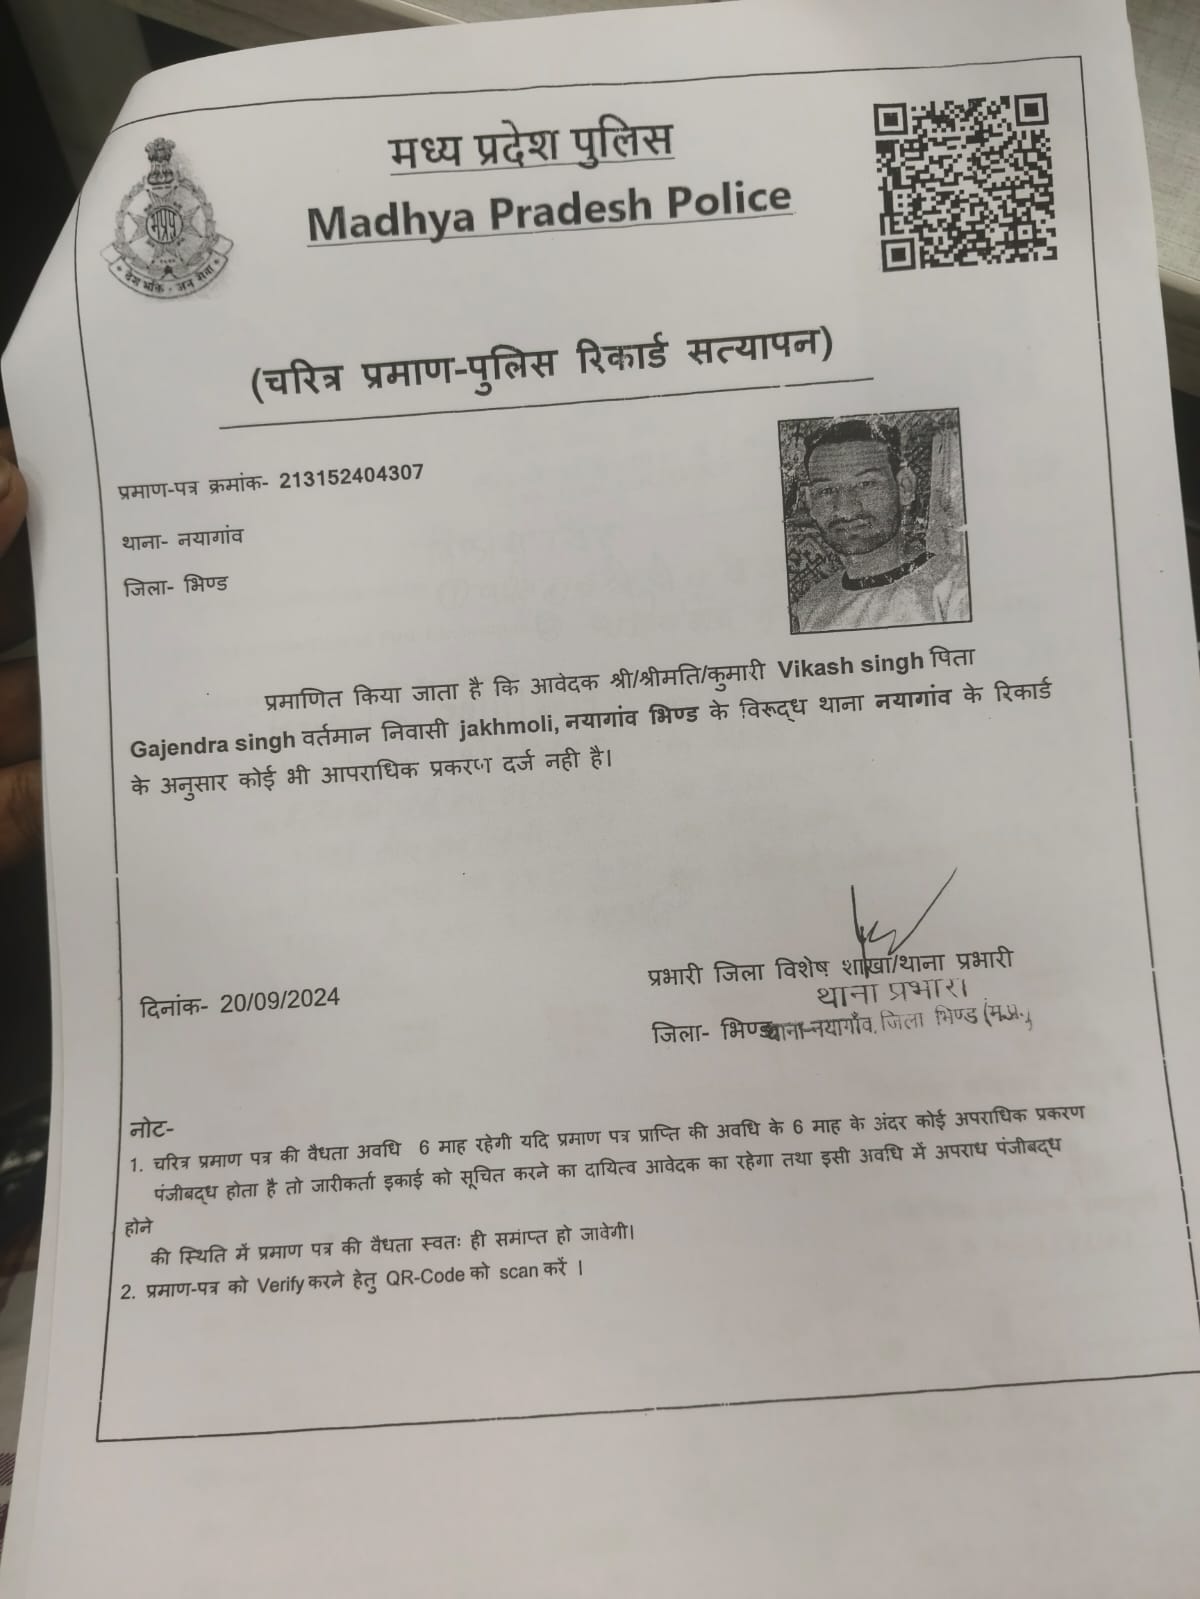 मध्य प्रदेश पुलिस
Madhya Pradesh Police
देश भक्ति - जन सेवा
(चरित्र प्रमाण-पुलिस रिकार्ड सत्यापन)
प्रमाण-पत्र क्रमांक- 213152404307
थाना- नयागांव
जिला- भिण्ड
प्रमाणित किया जाता है कि आवेदक श्री/श्रीमति/कुमारी Vikash singh पिता
Gajendra singh वर्तमान निवासी jakhmoli, नयागांव भिण्ड के विरूद्ध थाना नयागांव के रिकार्ड
के अनुसार कोई भी आपराधिक प्रकरण दर्ज नही है।
दिनांक- 20/09/2024
प्रभारी जिला विशेष शाखा/थाना प्रभारी
थाना प्रभारी
जिला- भिण्ड थाना-नयागाँव, जिला भिण्ड (म.प्र.)
नोट-
1. चरित्र प्रमाण पत्र की वैधता अवधि 6 माह रहेगी यदि प्रमाण पत्र प्राप्ति की अवधि के 6 माह के अंदर कोई अपराधिक प्रकरण
पंजीबद्ध होता है तो जारीकर्ता इकाई को सूचित करने का दायित्व आवेदक का रहेगा तथा इसी अवधि में अपराध पंजीबद्ध
होने
की स्थिति में प्रमाण पत्र की वैधता स्वतः ही समाप्त हो जावेगी।
2. प्रमाण-पत्र को Verify करने हेतु QR-Code को scan करें ।